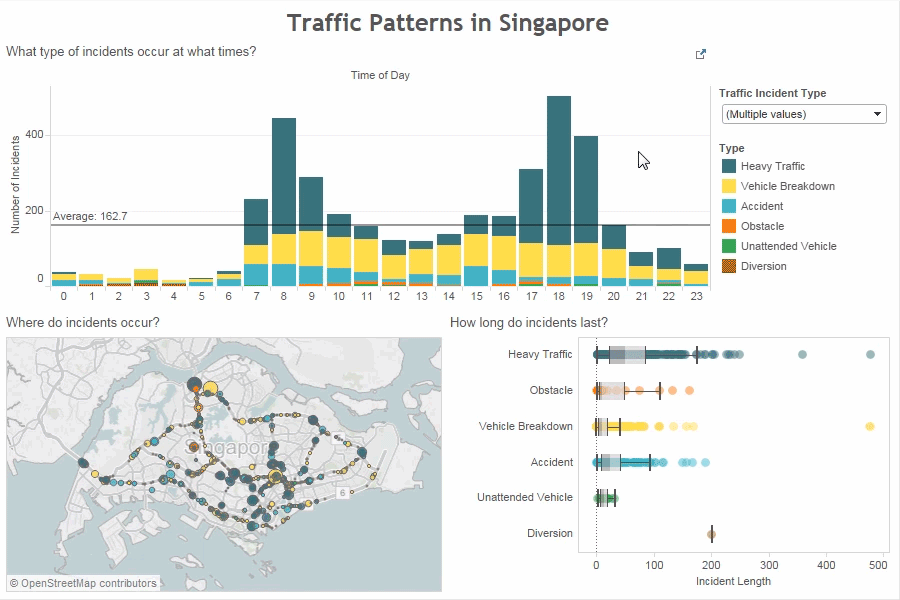 Traffic Patterns in Singapore
What type of incidents occur at what times?
Time of Day
Number of Incidents
400
200
0
Average: 162.7
0 1 2 3 4 5 6 7 8 9 10 11 12 13 14 15 16 17 18 19 20 21 22 23
Traffic Incident Type
(Multiple values)
Type
Heavy Traffic
Vehicle Breakdown
Accident
Obstacle
Unattended Vehicle
Diversion
Where do incidents occur?
ngapor
6
© OpenStreetMap contributors
How long do incidents last?
Heavy Traffic
Obstacle
Vehicle Breakdown
Accident
Unattended Vehicle
Diversion
0 100 200 300 400 500
Incident Length